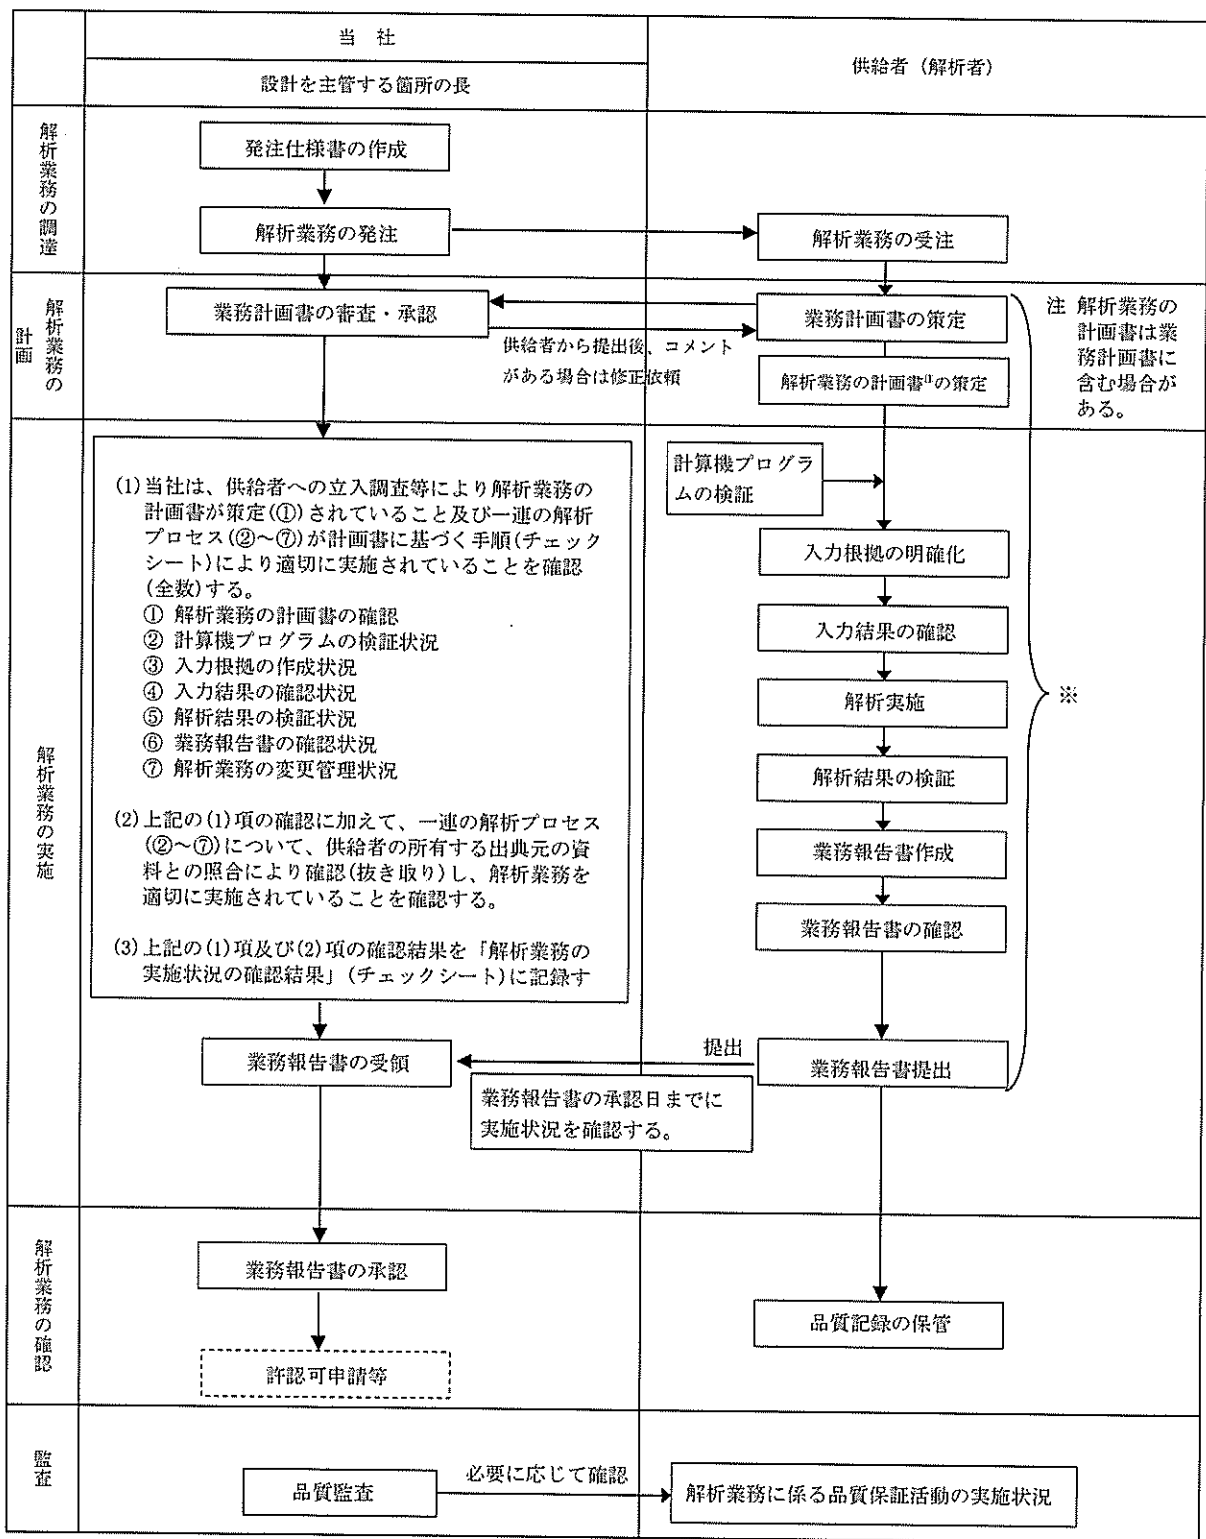 当　社
設計を主管する箇所の長
供給者（解析者）
解析業務の調達
発注仕様書の作成
解析業務の発注
解析業務の受注
解析業務の
計画
業務計画書の審査・承認
業務計画書の策定
供給者から提出後、コメント
がある場合は修正依頼
解析業務の計画書注の策定
注 解析業務の
計画書は業
務計画書に
含む場合が
ある。
解析業務の実施
(1)当社は、供給者への立入調査等により解析業務の
計画書が策定(①)されていること及び一連の解析
プロセス(②～⑦)が計画書に基づく手順(チェック
シート)により適切に実施されていることを確認
(全数)する。
① 解析業務の計画書の確認
② 計算機プログラムの検証状況
③ 入力根拠の作成状況
④ 入力結果の確認状況
⑤ 解析結果の検証状況
⑥ 業務報告書の確認状況
⑦ 解析業務の変更管理状況
(2)上記の(1)項の確認に加えて、一連の解析プロセス
(②～⑦)について、供給者の所有する出典元の資
料との照合により確認(抜き取り)し、解析業務を
適切に実施されていることを確認する。
(3)上記の(1)項及び(2)項の確認結果を「解析業務の
実施状況の確認結果」(チェックシート)に記録す
計算機プログラ
ムの検証
入力根拠の明確化
入力結果の確認
解析実施
※
解析結果の検証
業務報告書作成
業務報告書の確認
業務報告書の受領
提出
業務報告書提出
業務報告書の承認日までに
実施状況を確認する。
解析業務の確認
業務報告書の承認
品質記録の保管
許認可申請等
監査
品質監査
必要に応じて確認
解析業務に係る品質保証活動の実施状況